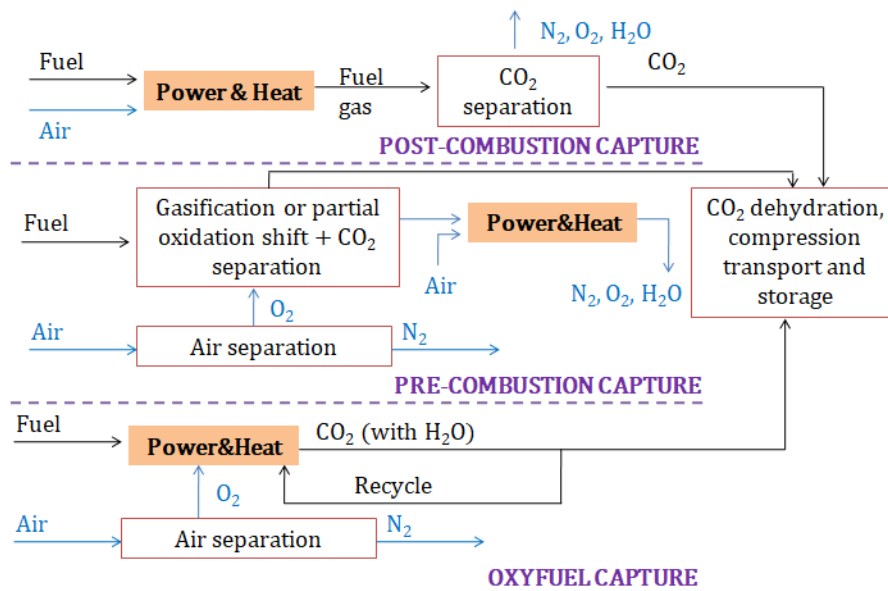 N₂, O₂, H₂O
Fuel
Power & Heat
Fuel
gas
CO₂
separation
CO₂
Air
POST-COMBUSTION CAPTURE
Fuel
Gasification or partial
oxidation shift + CO₂
separation
Power&Heat
CO₂ dehydration,
compression
transport and
storage
Air
N₂, O₂, H₂O
O₂
Air
Air separation
N₂
PRE-COMBUSTION CAPTURE
Fuel
Power&Heat
CO₂ (with H₂O)
Recycle
O₂
Air
Air separation
N₂
OXYFUEL CAPTURE